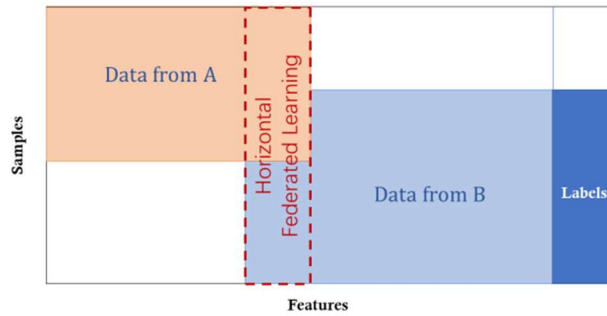 Data from A
Horizontal
Federated Learning
Samples
Data from B
Labels
Features